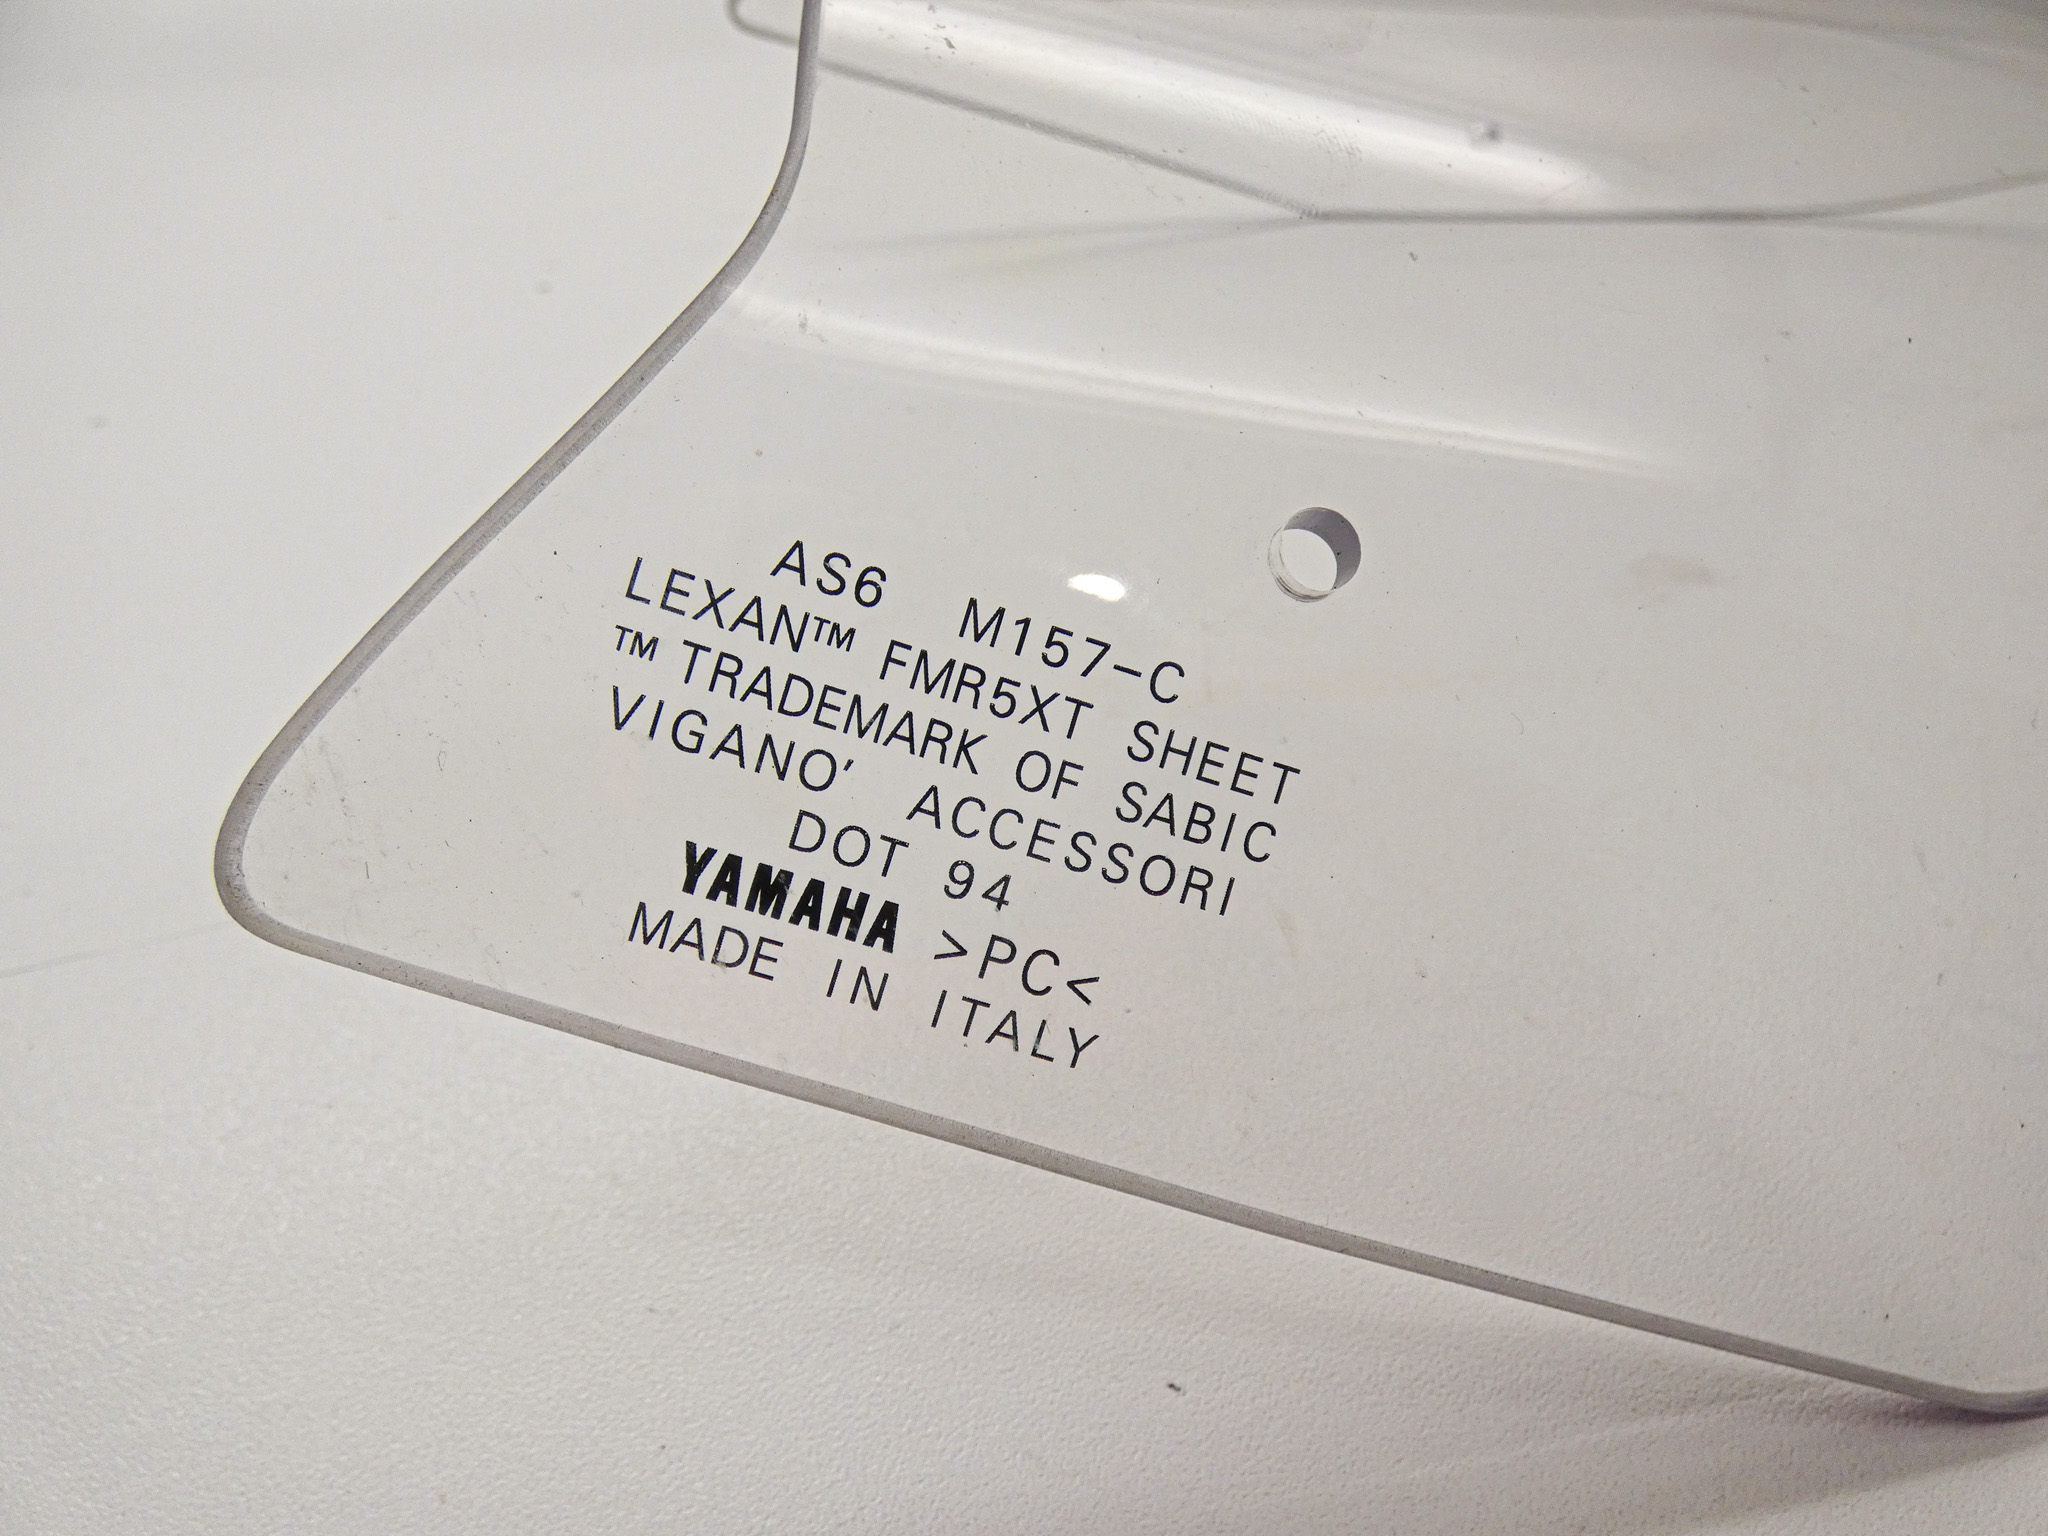 AS6 M157-C
LEXAN™ FMR5XT SHEET
™ TRADEMARK OF SABIC
VIGANO' ACCESSORI
DOT 94
YAMAHA >PC<
MADE IN ITALY